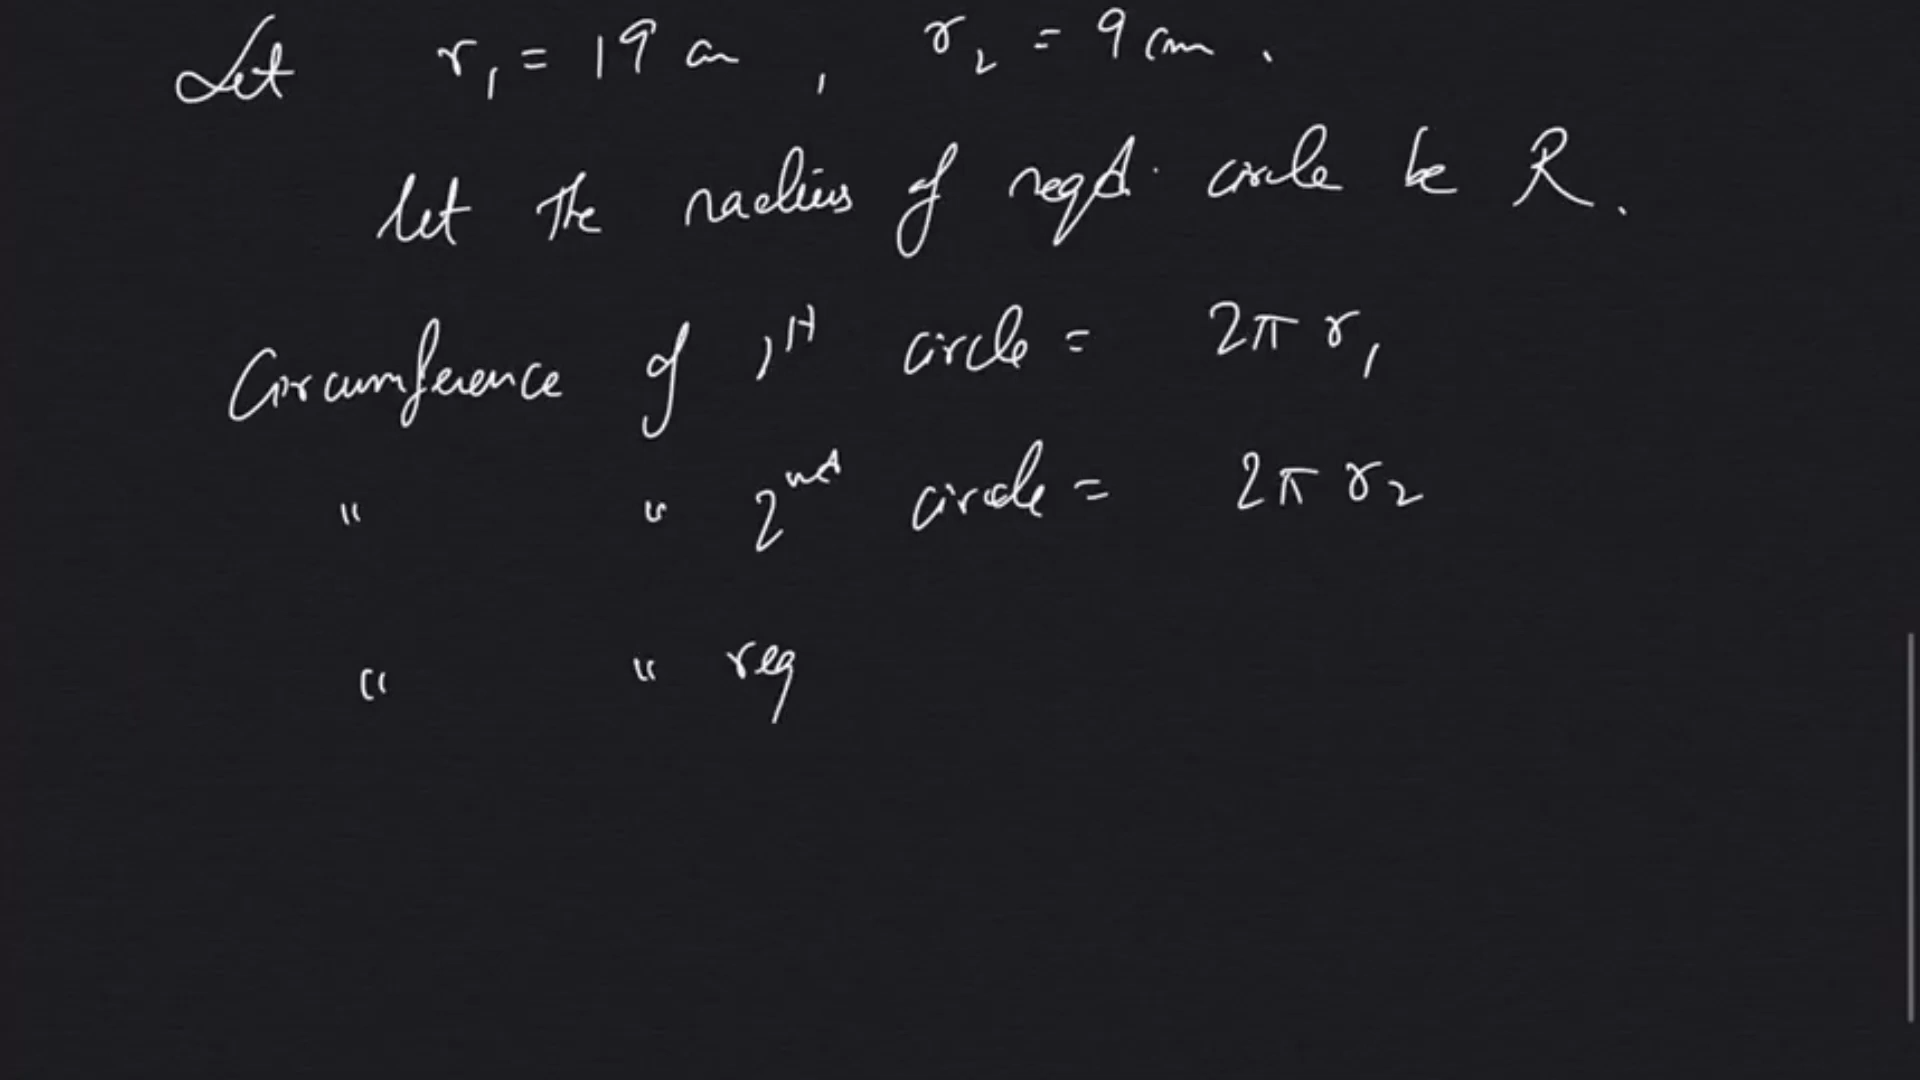 Let r₁ = 19 cm , r₂ = 9 cm .
let the radius of reqd. circle be R .
Circumference of 1st circle = 2π r₁
" " 2nd circle = 2π r₂
" " req